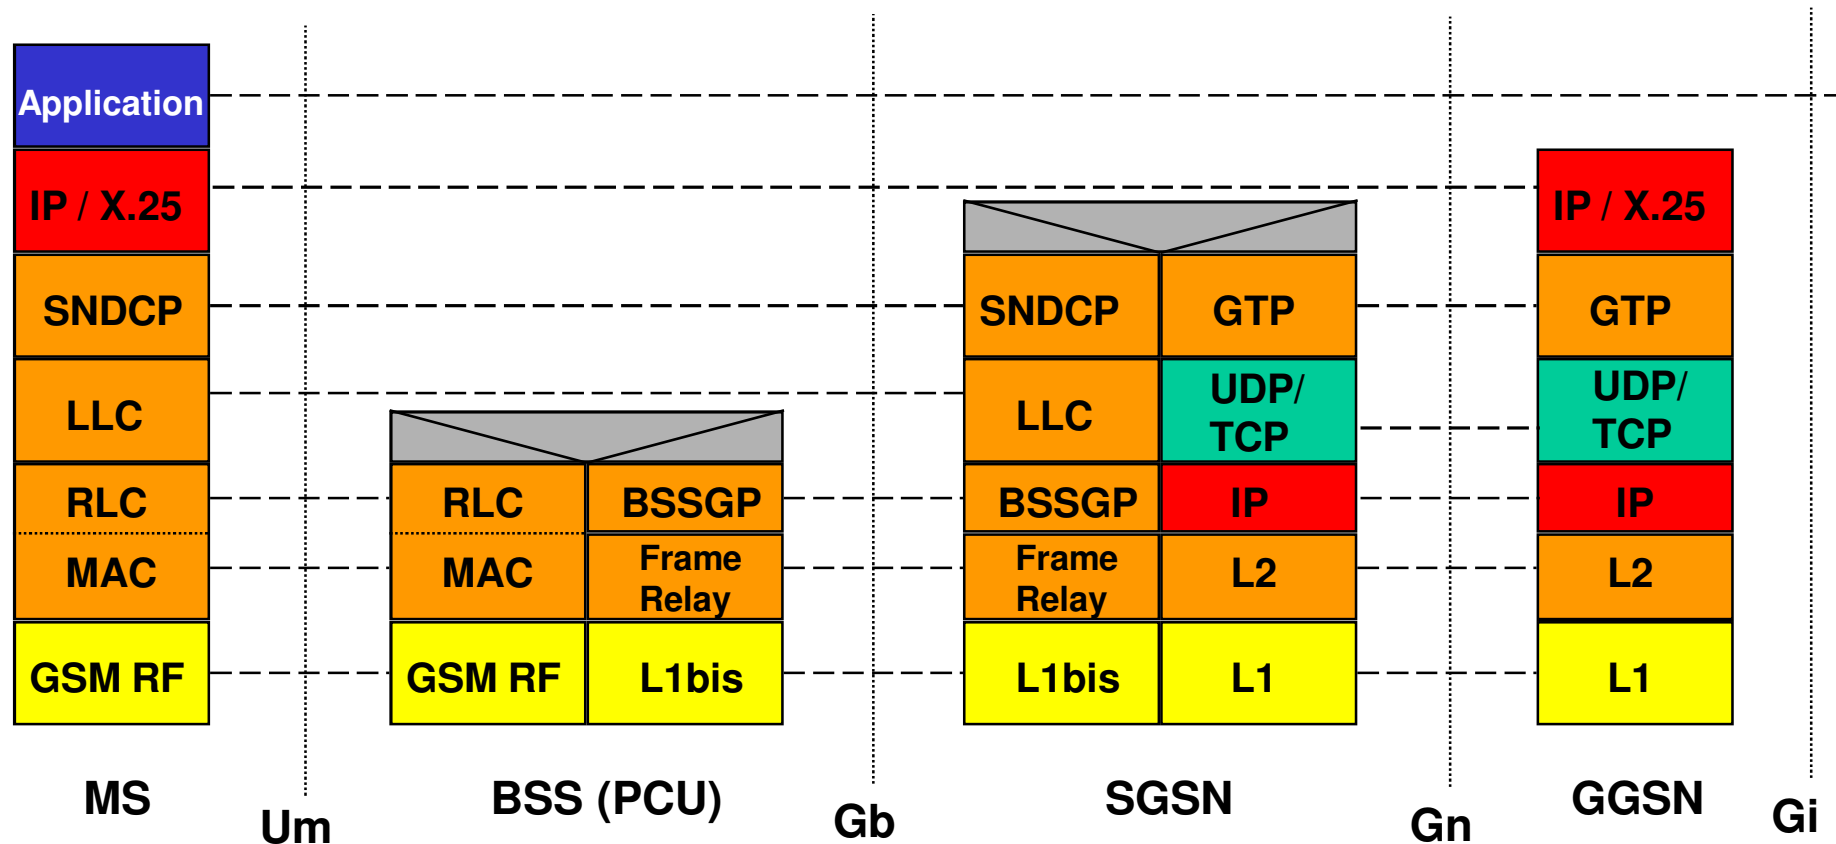 Application
IP / X.25
SNDCP
LLC
RLC
MAC
GSM RF
MS
Um
RLC
MAC
GSM RF
BSSGP
Frame
Relay
L1bis
BSS (PCU)
Gb
SNDCP
LLC
BSSGP
Frame
Relay
L1bis
GTP
UDP/
TCP
IP
L2
L1
SGSN
Gn
IP / X.25
GTP
UDP/
TCP
IP
L2
L1
GGSN
Gi